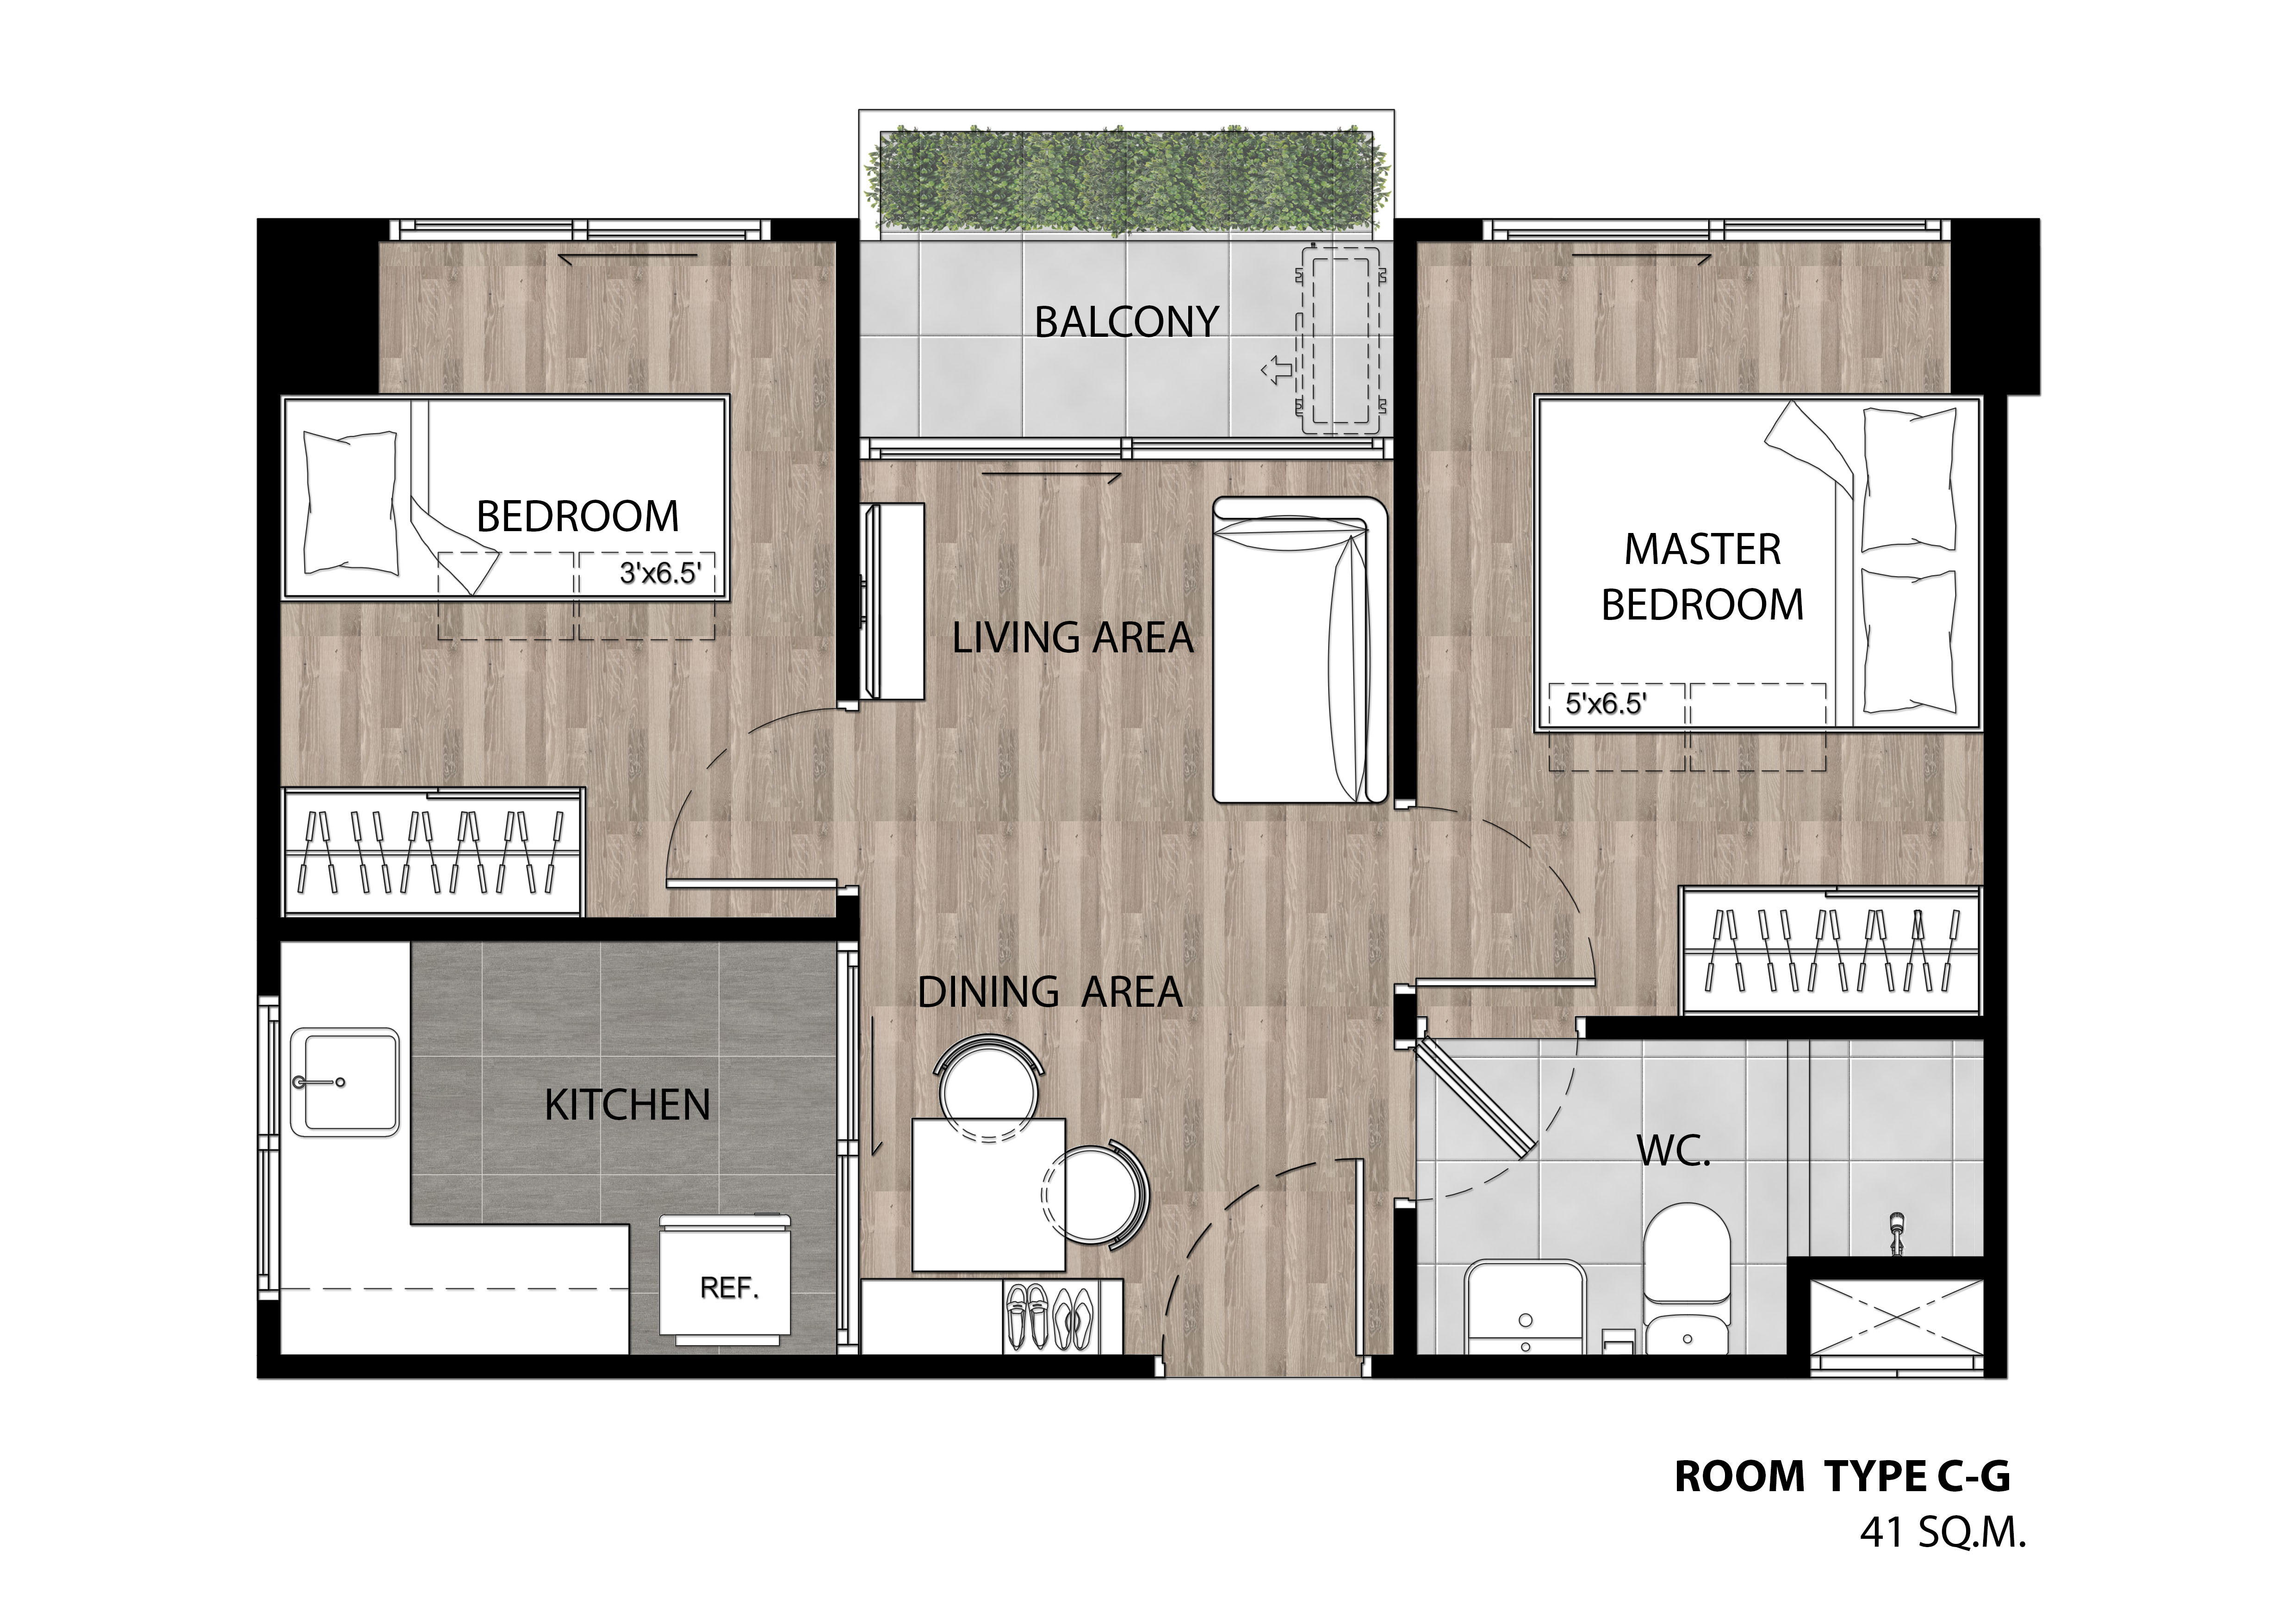 BALCONY
BEDROOM
3'x6.5'
MASTER
BEDROOM
5'x6.5'
LIVING AREA
DINING AREA
KITCHEN
REF.
WC.
ROOM TYPE C-G
41 SQ.M.